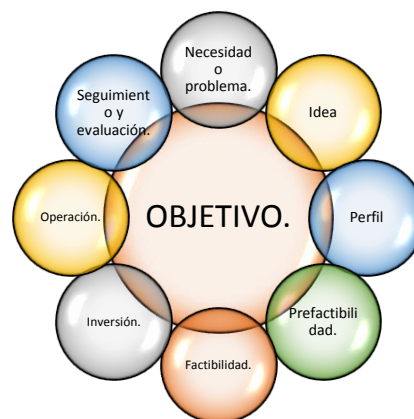 Necesidad
o
problema.
Idea
Perfil
Prefactibili
dad.
Factibilidad.
Inversión.
Operación.
Seguimient
o y
evaluación.
OBJETIVO.